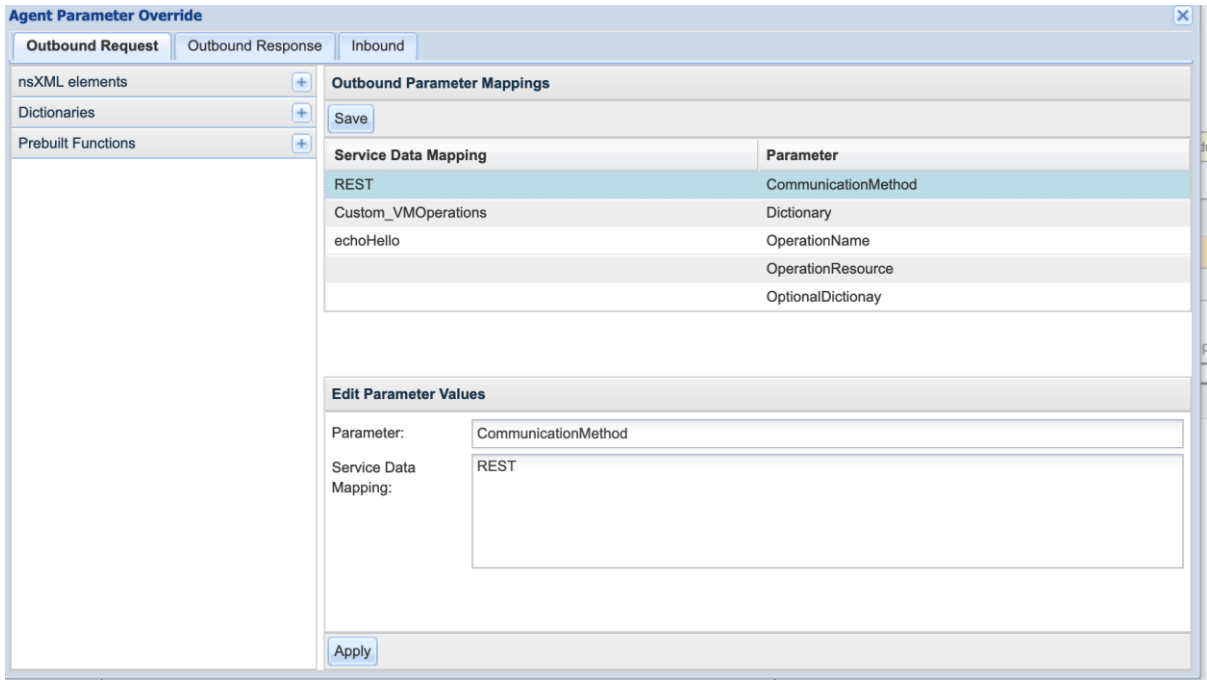 Agent Parameter Override
Outbound Request Outbound Response Inbound
nsXML elements
Dictionaries
Prebuilt Functions
Outbound Parameter Mappings
Save
Service Data Mapping Parameter
REST CommunicationMethod
Custom_VMOperations Dictionary
echoHello OperationName
OperationResource
OptionalDictionay
Edit Parameter Values
Parameter: CommunicationMethod
Service Data Mapping: REST
Apply